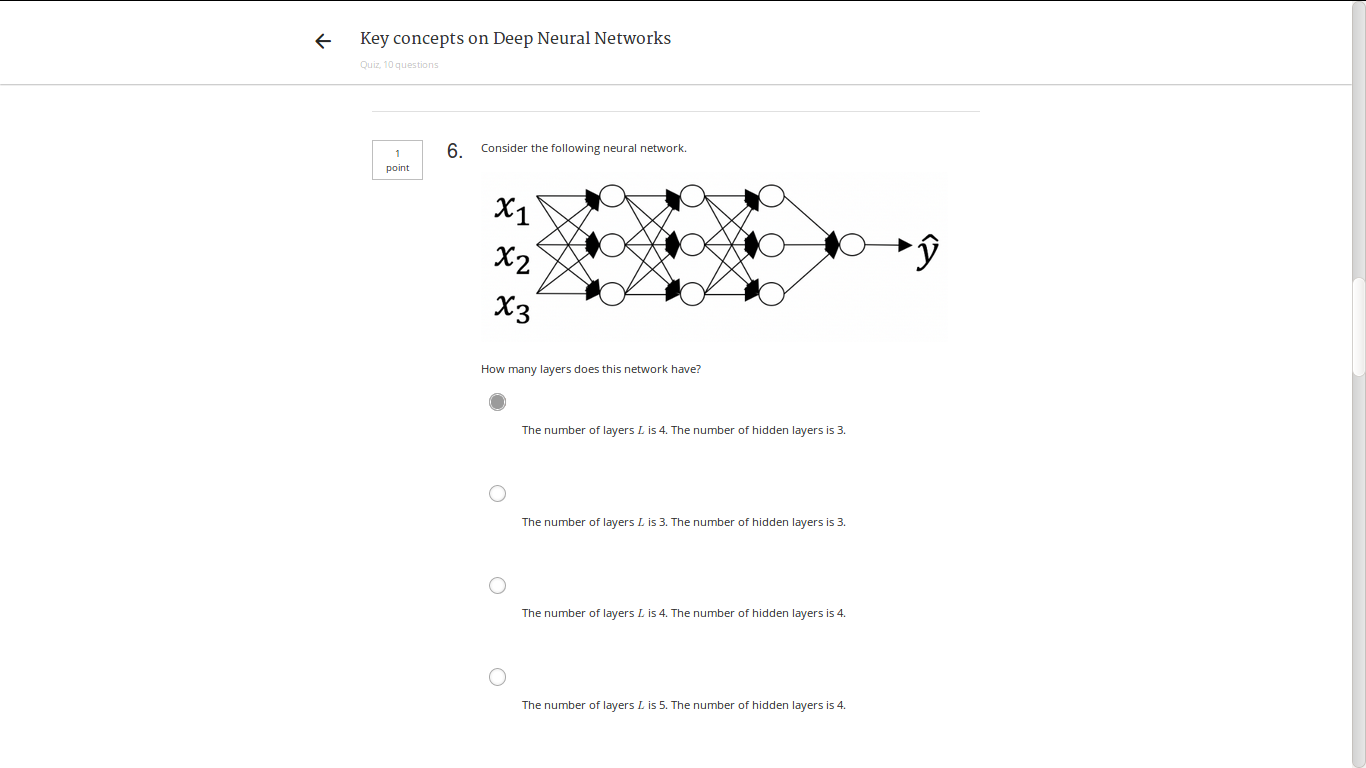 Key concepts on Deep Neural Networks
Quiz, 10 questions
1
point
6.
Consider the following neural network.
x₁
x₂
x₃
ŷ
How many layers does this network have?
The number of layers L is 4. The number of hidden layers is 3.
The number of layers L is 3. The number of hidden layers is 3.
The number of layers L is 4. The number of hidden layers is 4.
The number of layers L is 5. The number of hidden layers is 4.